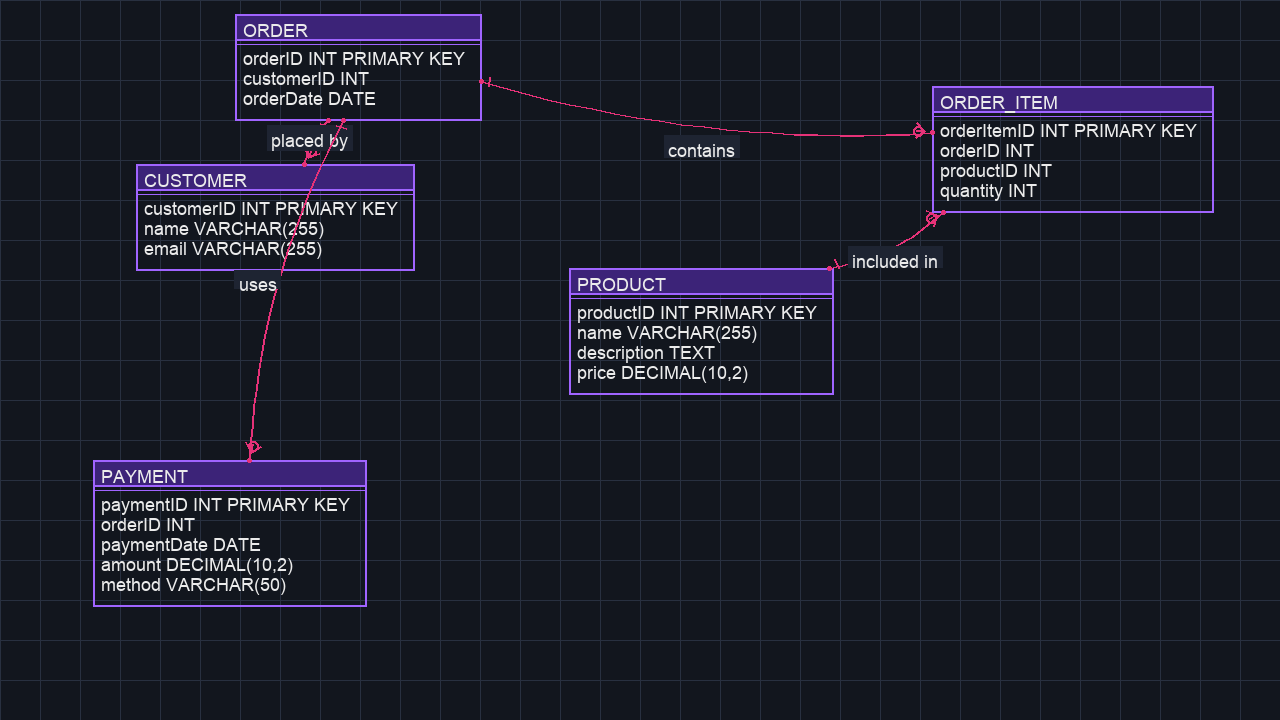 ORDER
orderID INT PRIMARY KEY
customerID INT
orderDate DATE
placed by
contains
ORDER_ITEM
orderItemID INT PRIMARY KEY
orderID INT
productID INT
quantity INT
CUSTOMER
customerID INT PRIMARY KEY
name VARCHAR(255)
email VARCHAR(255)
uses
included in
PRODUCT
productID INT PRIMARY KEY
name VARCHAR(255)
description TEXT
price DECIMAL(10,2)
PAYMENT
paymentID INT PRIMARY KEY
orderID INT
paymentDate DATE
amount DECIMAL(10,2)
method VARCHAR(50)